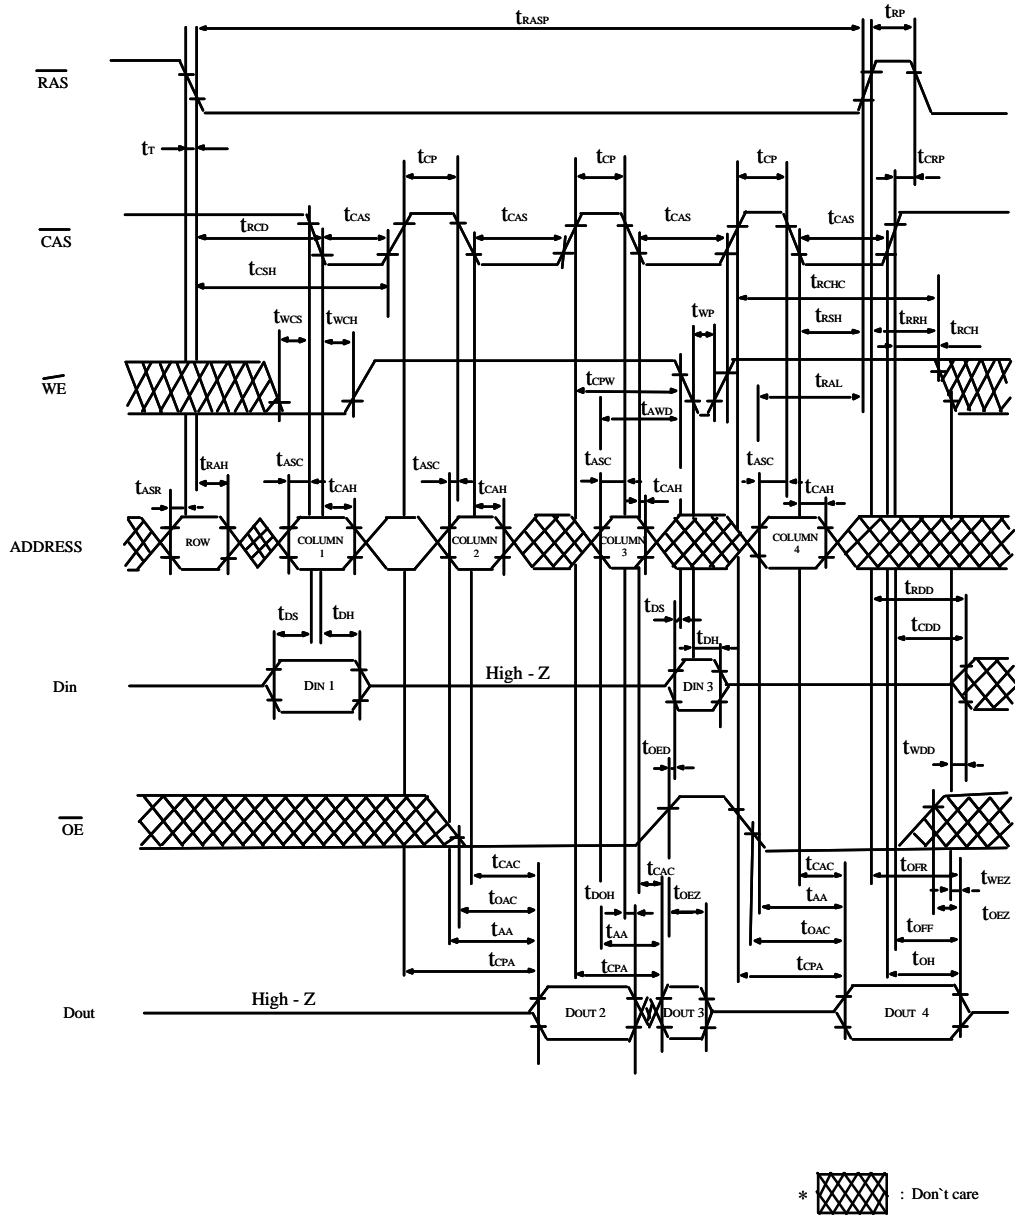 tRASP
tRP
RAS
tT
tCP
tCP
tCP
tCRP
CAS
tRCD
tCAS
tCAS
tCAS
tCAS
tCSH
tRCHC
tWCS
tWCH
tWP
tRSH
tRRH
tRCH
WE
tCPW
tRAL
tAWD
tASR
tRAH
tASC
tCAH
tASC
tCAH
tASC
tCAH
tASC
tCAH
ADDRESS
ROW
COLUMN
1
COLUMN
2
COLUMN
3
COLUMN
4
tRDD
tDS
tDH
tDS
tDH
tCDD
Din
DIN 1
High - Z
DIN 3
tOED
tWDD
OE
tCAC
tCAC
tCAC
tOFR
tWEZ
tOAC
tDOH
tOEZ
tAA
tOEZ
tAA
tAA
tOAC
tOFF
tCPA
tCPA
tCPA
tOH
Dout
High - Z
DOUT 2
DOUT 3
DOUT 4
* : Don`t care